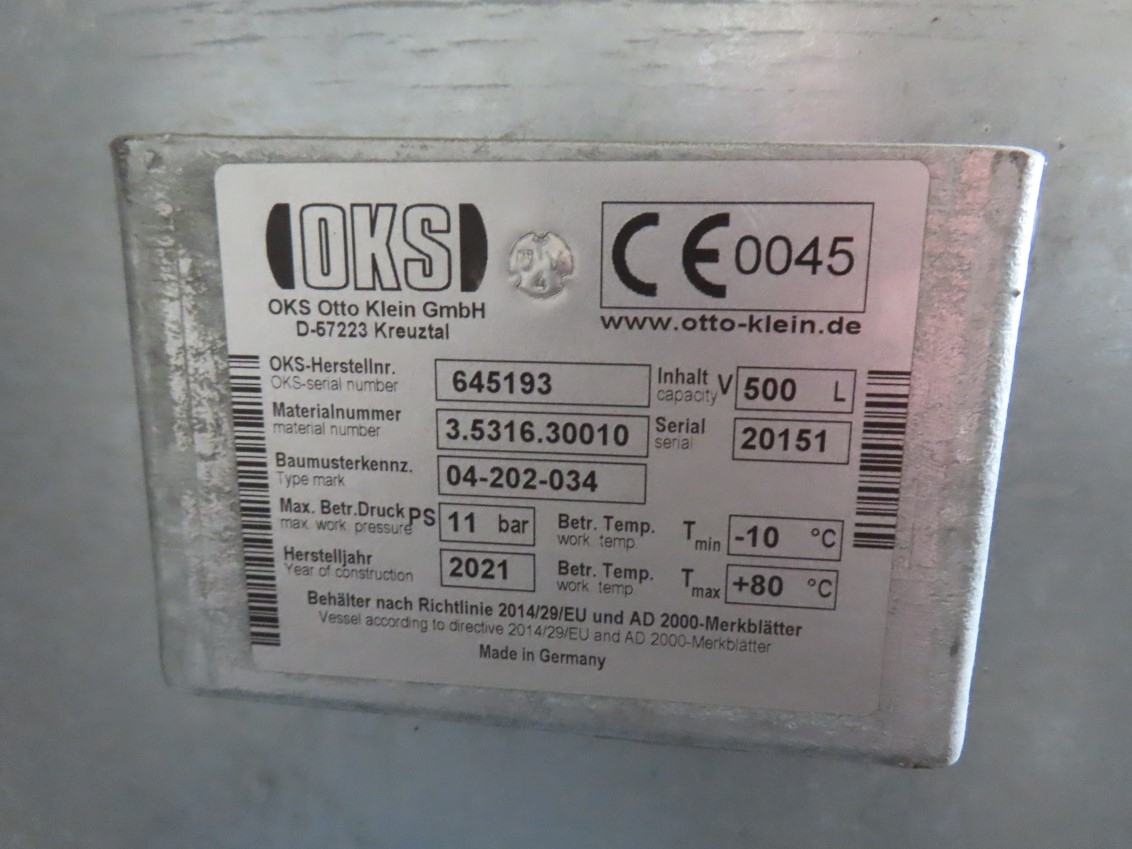 OKS
CE 0045
OKS Otto Klein GmbH
D-57223 Kreuztal
www.otto-klein.de
OKS-Herstellnr. 645193 Inhalt V 500 L
OKS-serial number capacity
Materialnummer 3.5316.30010 Serial 20151
material number serial
Baumusterkennz. 04-202-034
Type mark
Max. Betr.Druck PS 11 bar Betr. Temp. Tmin -10 °C
max. work pressure work temp.
Herstelljahr 2021 Betr. Temp. Tmax +80 °C
Year of construction work temp
Behälter nach Richtlinie 2014/29/EU und AD 2000-Merkblätter
Vessel according to directive 2014/29/EU and AD 2000-Merkblätter
Made in Germany